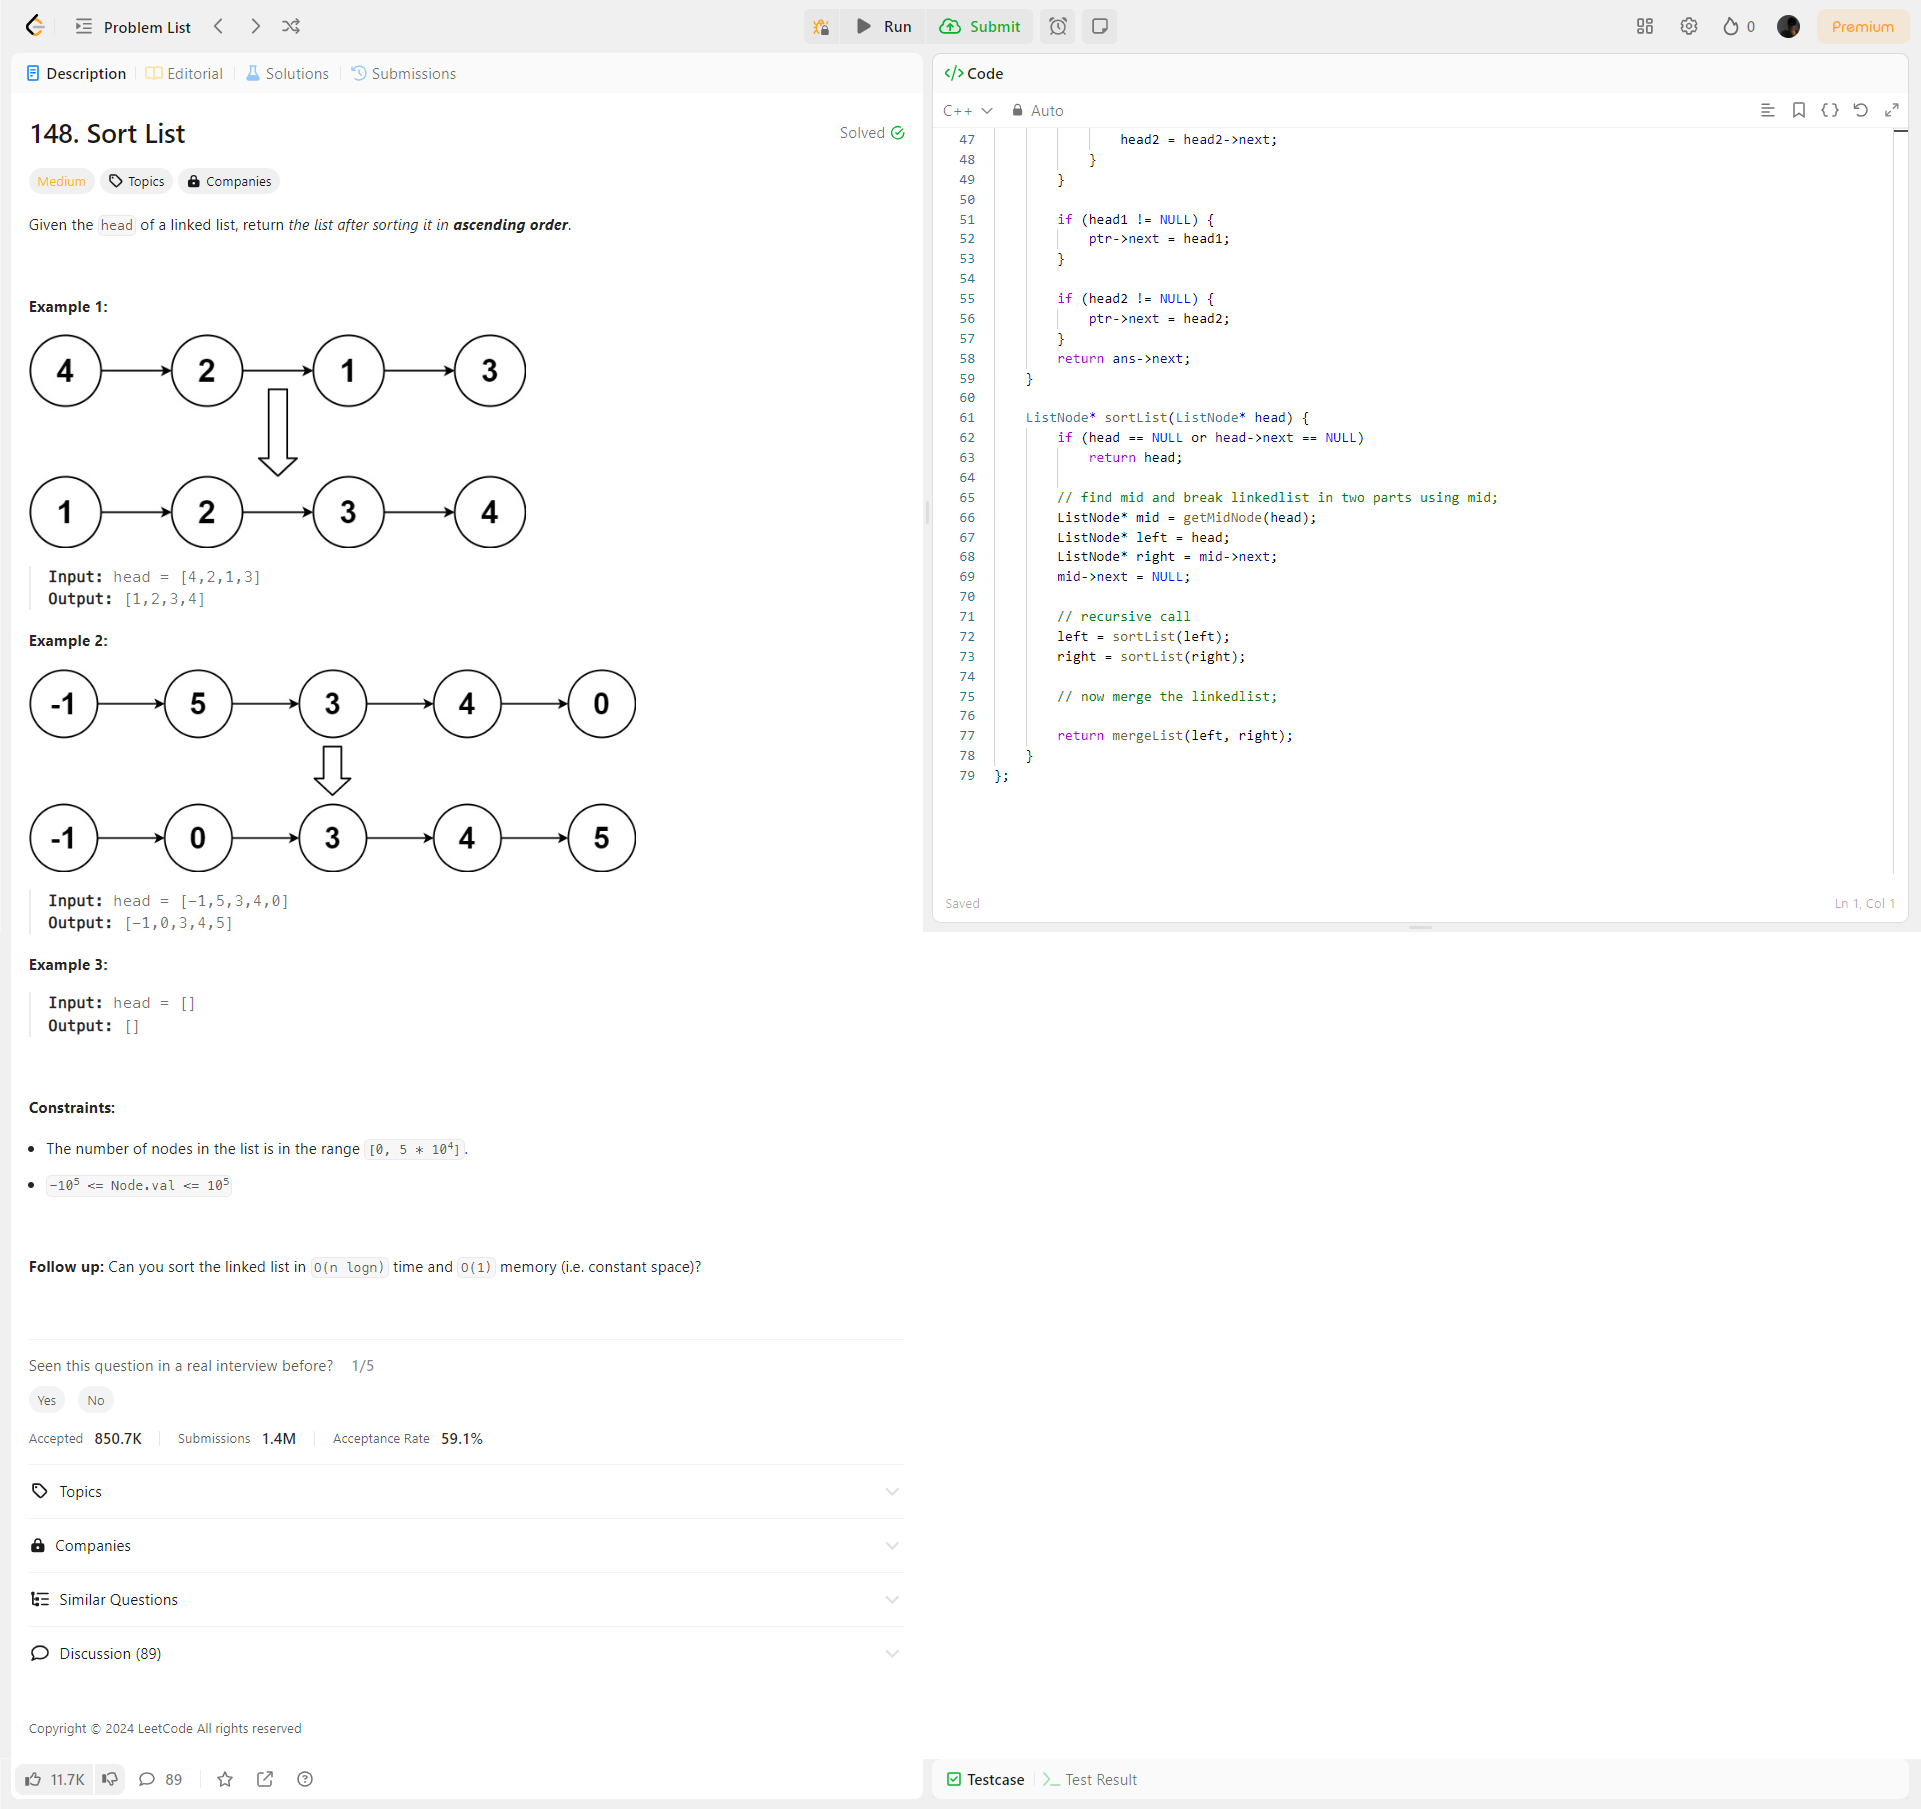 Problem List
Run
Submit
0
Premium
Description
Editorial
Solutions
Submissions
148. Sort List
Solved
Medium
Topics
Companies
Given the head of a linked list, return the list after sorting it in ascending order.
Example 1:
4 2 1 3
1 2 3 4
Input: head = [4,2,1,3]
Output: [1,2,3,4]
Example 2:
-1 5 3 4 0
-1 0 3 4 5
Input: head = [-1,5,3,4,0]
Output: [-1,0,3,4,5]
Example 3:
Input: head = []
Output: []
Constraints:
• The number of nodes in the list is in the range [0, 5 * 10⁴].
• -10⁵ <= Node.val <= 10⁵
Follow up: Can you sort the linked list in O(n logn) time and O(1) memory (i.e. constant space)?
Seen this question in a real interview before? 1/5
Yes No
Accepted 850.7K Submissions 1.4M Acceptance Rate 59.1%
Topics
Companies
Similar Questions
Discussion (89)
Copyright © 2024 LeetCode All rights reserved
11.7K 89
</> Code
C++ Auto
47 head2 = head2->next;
48 }
49 }
50
51 if (head1 != NULL) {
52 ptr->next = head1;
53 }
54
55 if (head2 != NULL) {
56 ptr->next = head2;
57 }
58 return ans->next;
59 }
60
61 ListNode* sortList(ListNode* head) {
62 if (head == NULL or head->next == NULL)
63 return head;
64
65 // find mid and break linkedlist in two parts using mid;
66 ListNode* mid = getMidNode(head);
67 ListNode* left = head;
68 ListNode* right = mid->next;
69 mid->next = NULL;
70
71 // recursive call
72 left = sortList(left);
73 right = sortList(right);
74
75 // now merge the linkedlist;
76
77 return mergeList(left, right);
78 }
79 };
Saved
Ln 1, Col 1
Testcase
Test Result